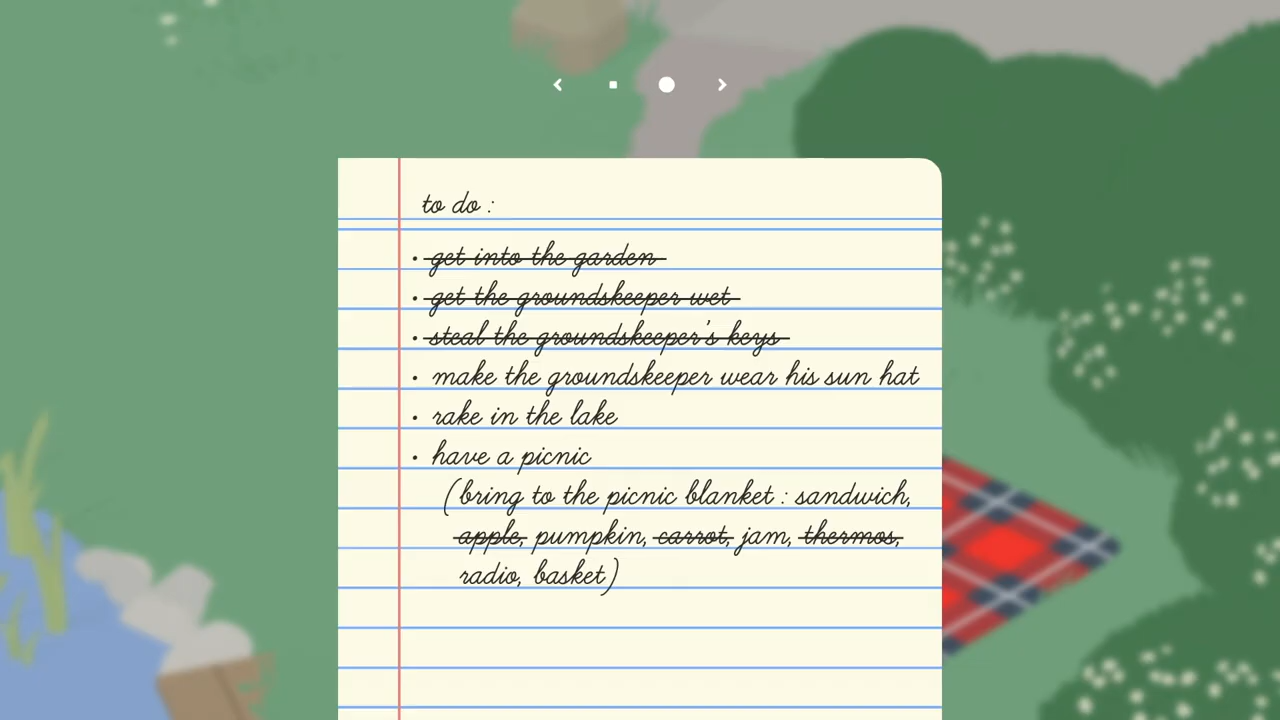 to do :
• get into the garden
• get the groundskeeper wet
• steal the groundskeeper's keys
• make the groundskeeper wear his sun hat
• rake in the lake
• have a picnic
(bring to the picnic blanket : sandwich,
apple, pumpkin, carrot, jam, thermos,
radio, basket)